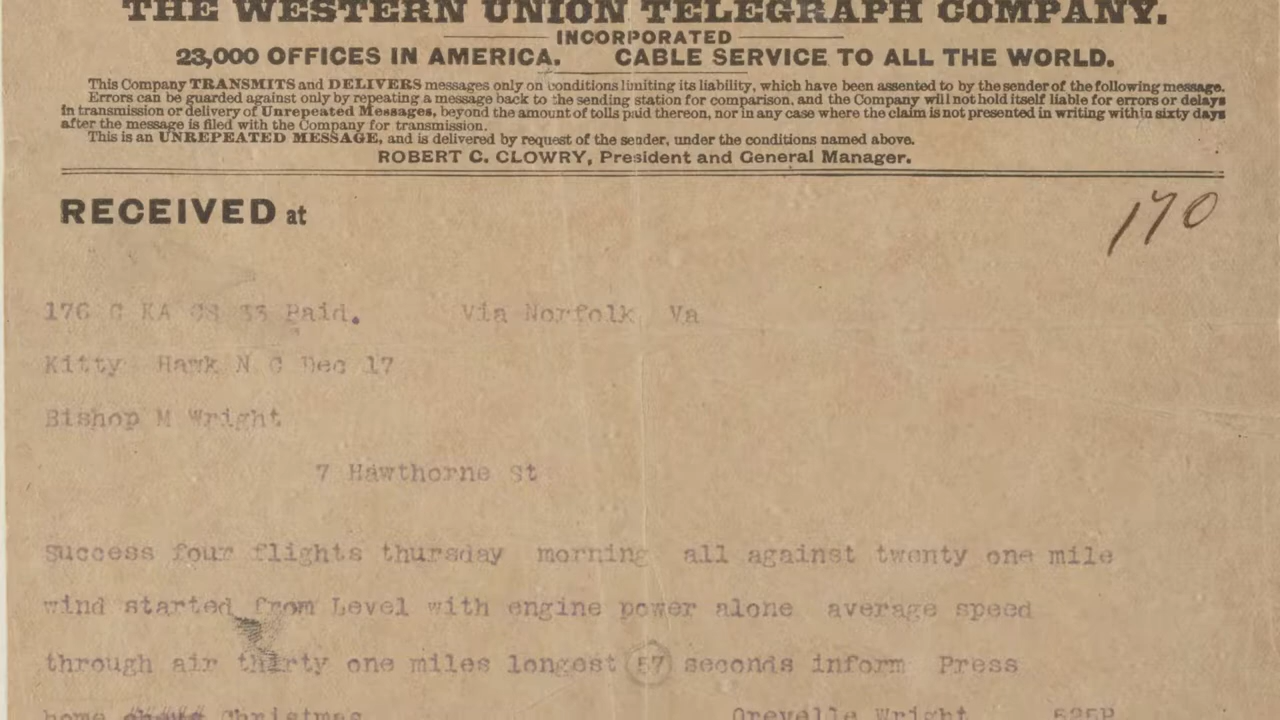 THE WESTERN UNION TELEGRAPH COMPANY.
INCORPORATED
23,000 OFFICES IN AMERICA. CABLE SERVICE TO ALL THE WORLD.
This Company TRANSMITS and DELIVERS messages only on conditions limiting its liability, which have been assented to by the sender of the following message.
Errors can be guarded against only by repeating a message back to the sending station for comparison, and the Company will not hold itself liable for errors or delays
in transmission or delivery of Unrepeated Messages, beyond the amount of tolls paid thereon, nor in any case where the claim is not presented in writing within sixty days
after the message is filed with the Company for transmission.
This is an UNREPEATED MESSAGE, and is delivered by request of the sender, under the conditions named above.
ROBERT C. CLOWRY, President and General Manager.
RECEIVED at
170
176 C KA CS 33 Paid. Via Norfolk Va
Kitty Hawk N C Dec 17
Bishop M Wright
7 Hawthorne St
Success four flights thursday morning all against twenty one mile
wind started from Level with engine power alone average speed
through air thirty one miles longest 57 seconds inform Press
home Christmas Orevelle Wright 525P